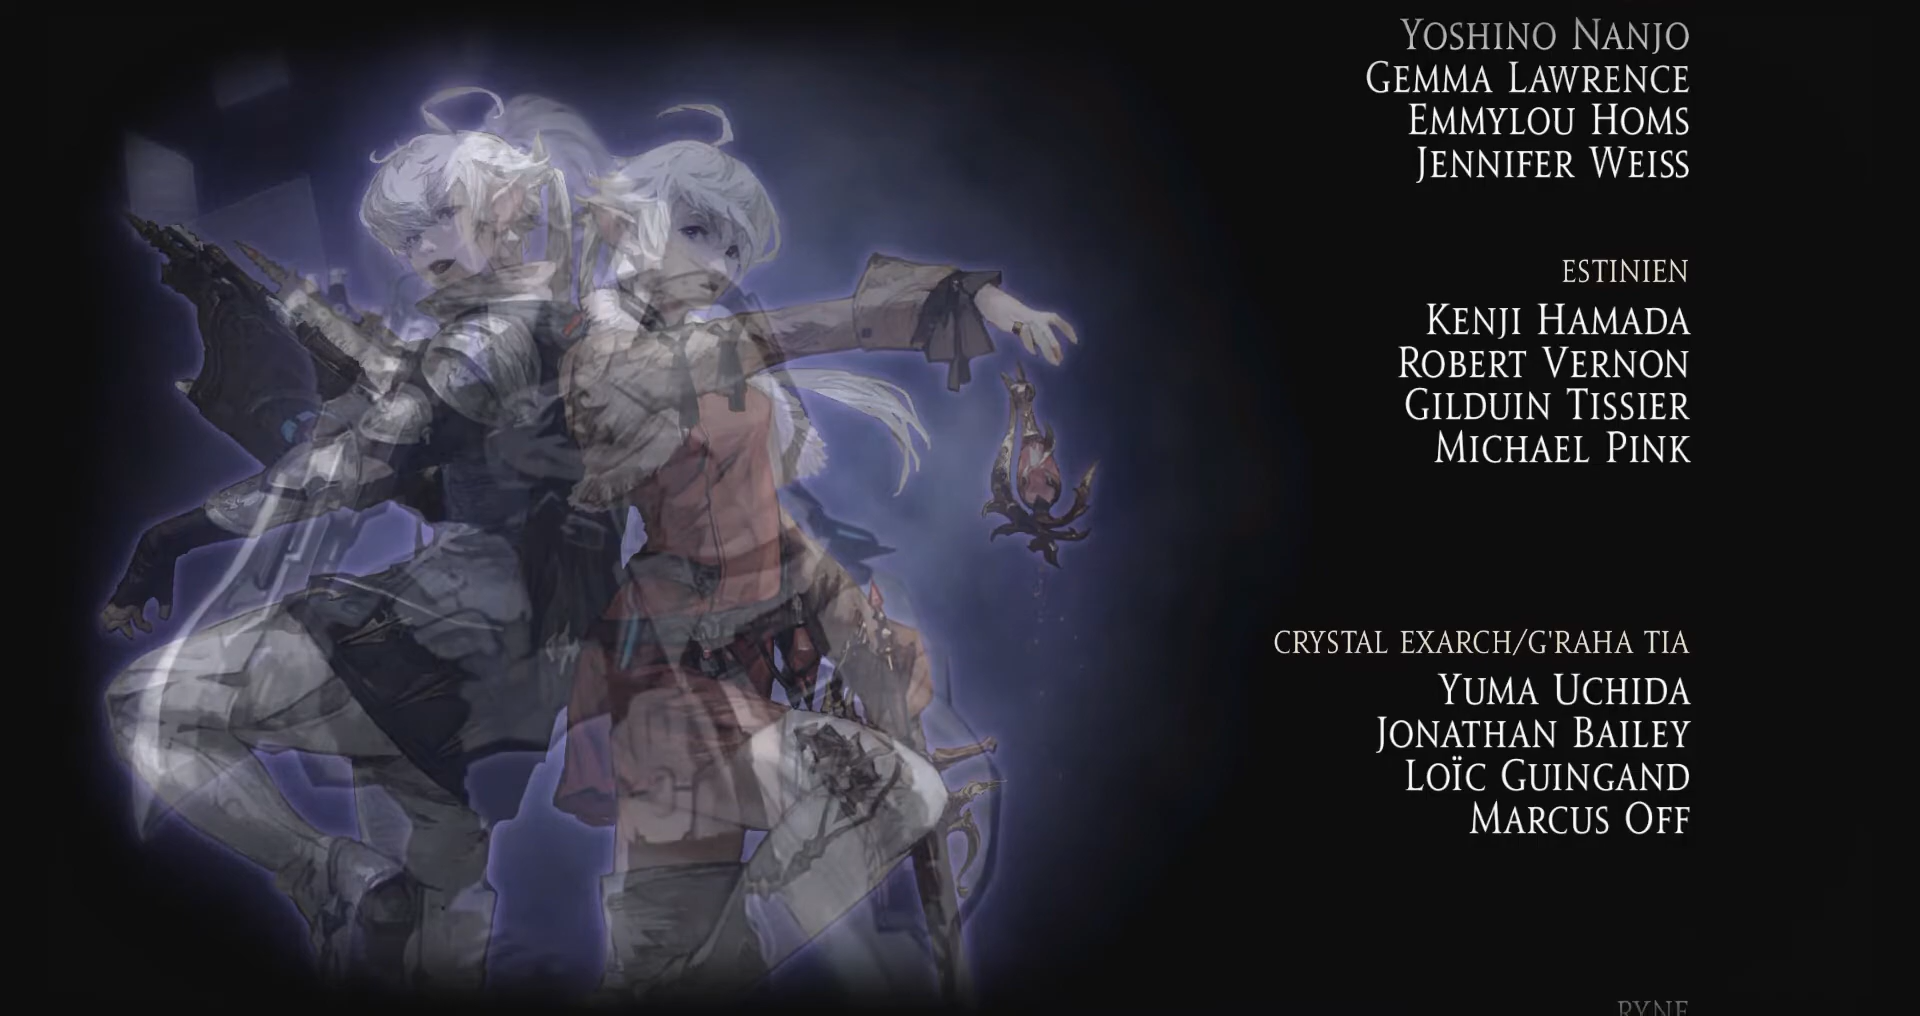 YOSHINO NANJO
GEMMA LAWRENCE
EMMYLOU HOMS
JENNIFER WEISS
ESTINIEN
KENJI HAMADA
ROBERT VERNON
GILDUIN TISSIER
MICHAEL PINK
CRYSTAL EXARCH/G'RAHA TIA
YUMA UCHIDA
JONATHAN BAILEY
LOÏC GUINGAND
MARCUS OFF
RYNE